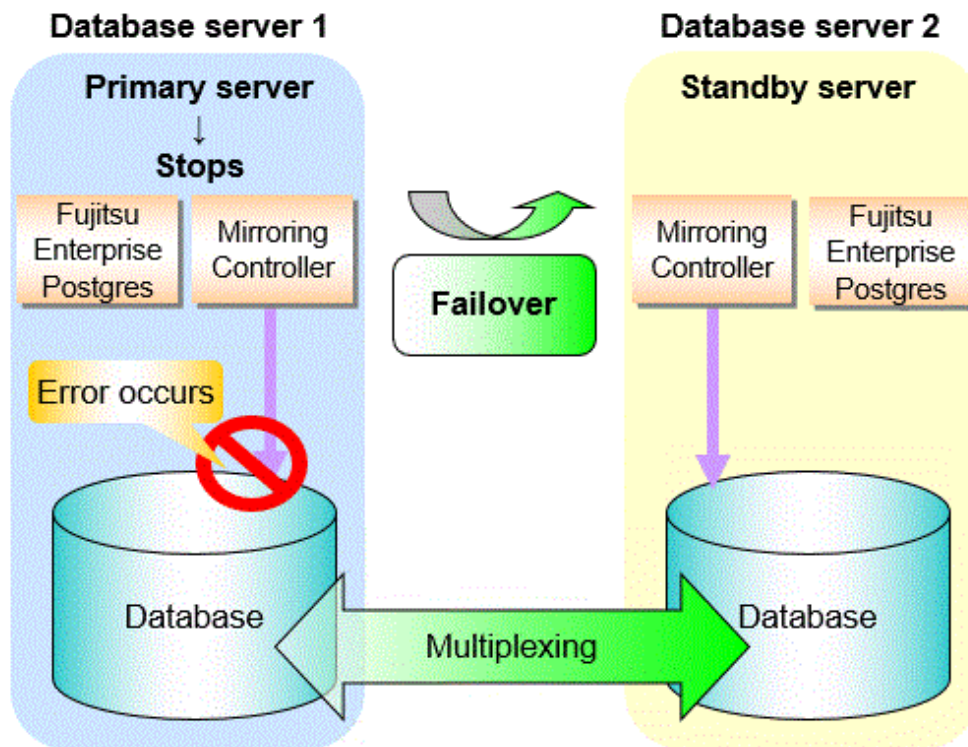 Database server 1
Primary server
↓
Stops
Fujitsu
Enterprise
Postgres
Mirroring
Controller
Error occurs
Database
Failover
Multiplexing
Database server 2
Standby server
Mirroring
Controller
Fujitsu
Enterprise
Postgres
Database